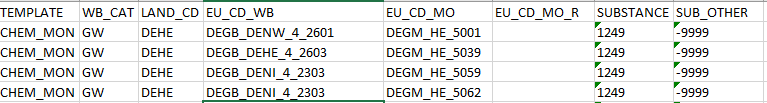 TEMPLATE WB_CAT LAND_CD EU_CD_WB EU_CD_MO EU_CD_MO_R SUBSTANCE SUB_OTHER
CHEM_MON GW DEHE DEGB_DENW_4_2601 DEGM_HE_5001 1249 -9999
CHEM_MON GW DEHE DEGB_DEHE_4_2603 DEGM_HE_5039 1249 -9999
CHEM_MON GW DEHE DEGB_DENI_4_2303 DEGM_HE_5059 1249 -9999
CHEM_MON GW DEHE DEGB_DENI_4_2303 DEGM_HE_5062 1249 -9999